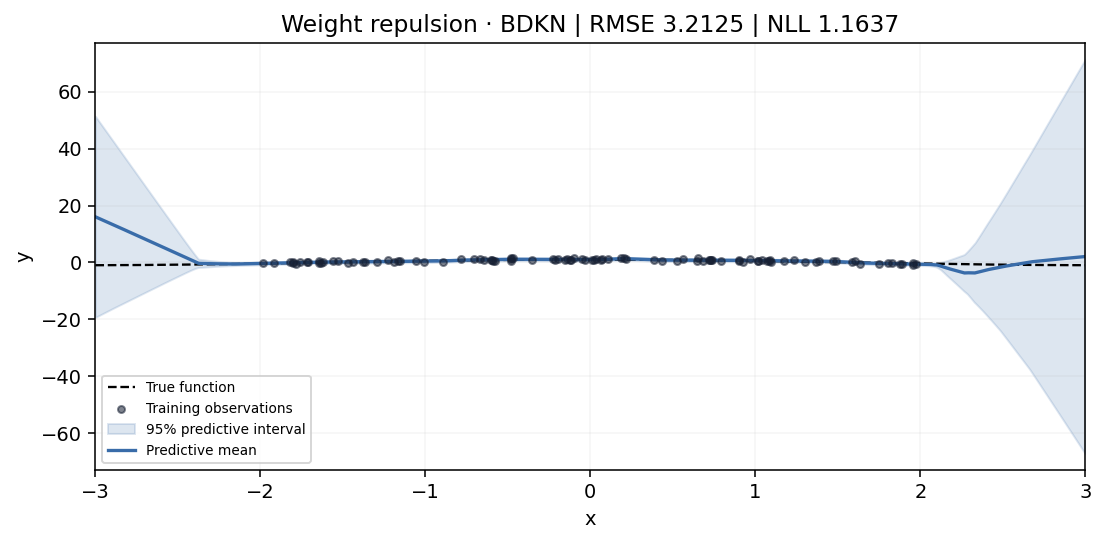 Weight repulsion · BDKN | RMSE 3.2125 | NLL 1.1637
y
60
40
20
0
−20
−40
−60
True function
Training observations
95% predictive interval
Predictive mean
−3 −2 −1 0 1 2 3
x